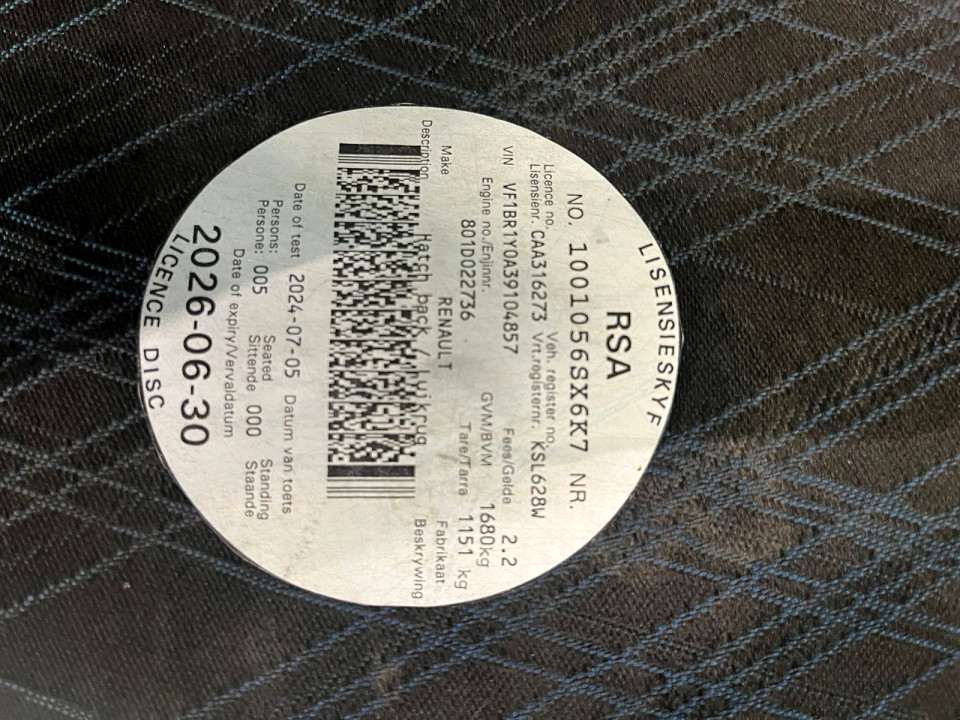 LISENSIESKYF
RSA
NO. 1001056SX6K7 NR.
Licence no. Veh. register no.
Lisensienr. CAA316273 Vrt.registernr. KSL628W
VIN VF1BR1Y0A39104857 Fees/Gelde 2.2
Engine no./Enjinnr. GVM/BVM 1680kg
801D022736 Tare/Tarra 1151 kg
Make RENAULT Fabrikaat
Description Hatch back / Luikrug Beskrywing
Date of test 2024-07-05 Datum van toets
Persons: Seated Standing
Persone: 005 Sittende 000 Staande
Date of expiry/Vervaldatum
2026-06-30
LICENCE DISC